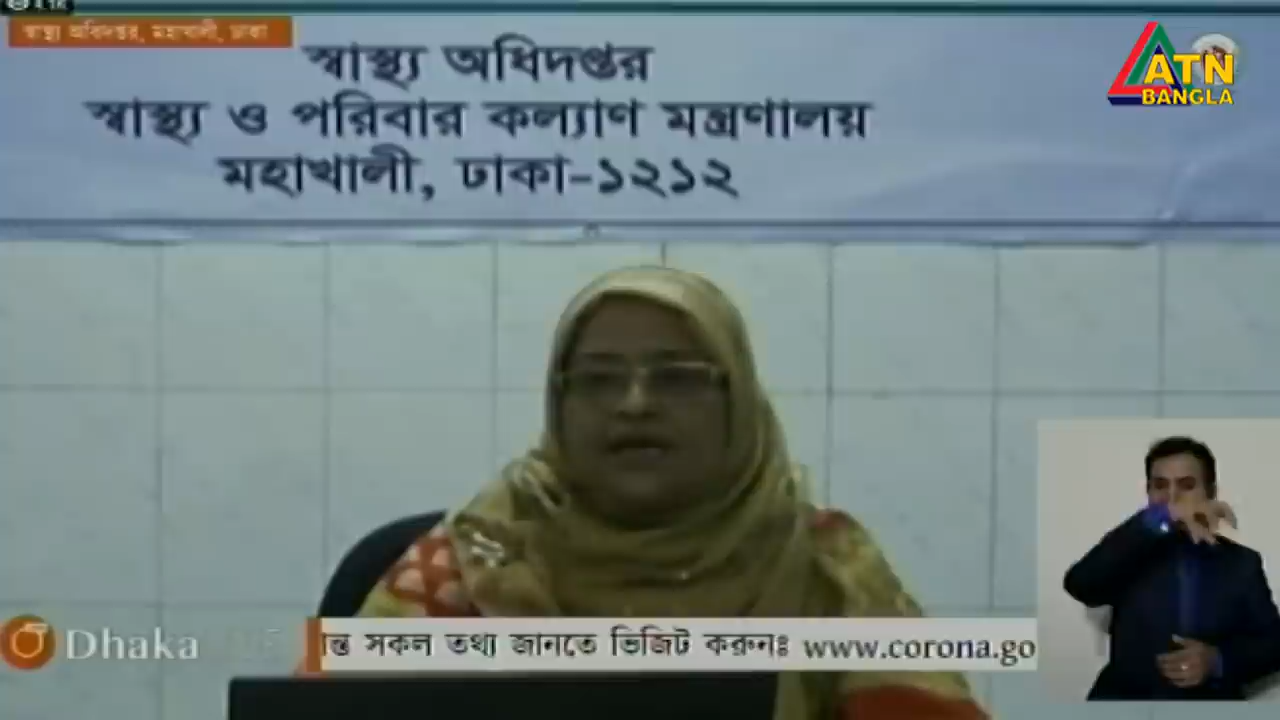 স্বাস্থ্য অধিদপ্তর, মহাখালী, ঢাকা
স্বাস্থ্য অধিদপ্তর
স্বাস্থ্য ও পরিবার কল্যাণ মন্ত্রণালয়
মহাখালী, ঢাকা-১২১২
ATN
BANGLA
Dhaka
ন্ত সকল তথ্য জানতে ভিজিট করুনঃ www.corona.go